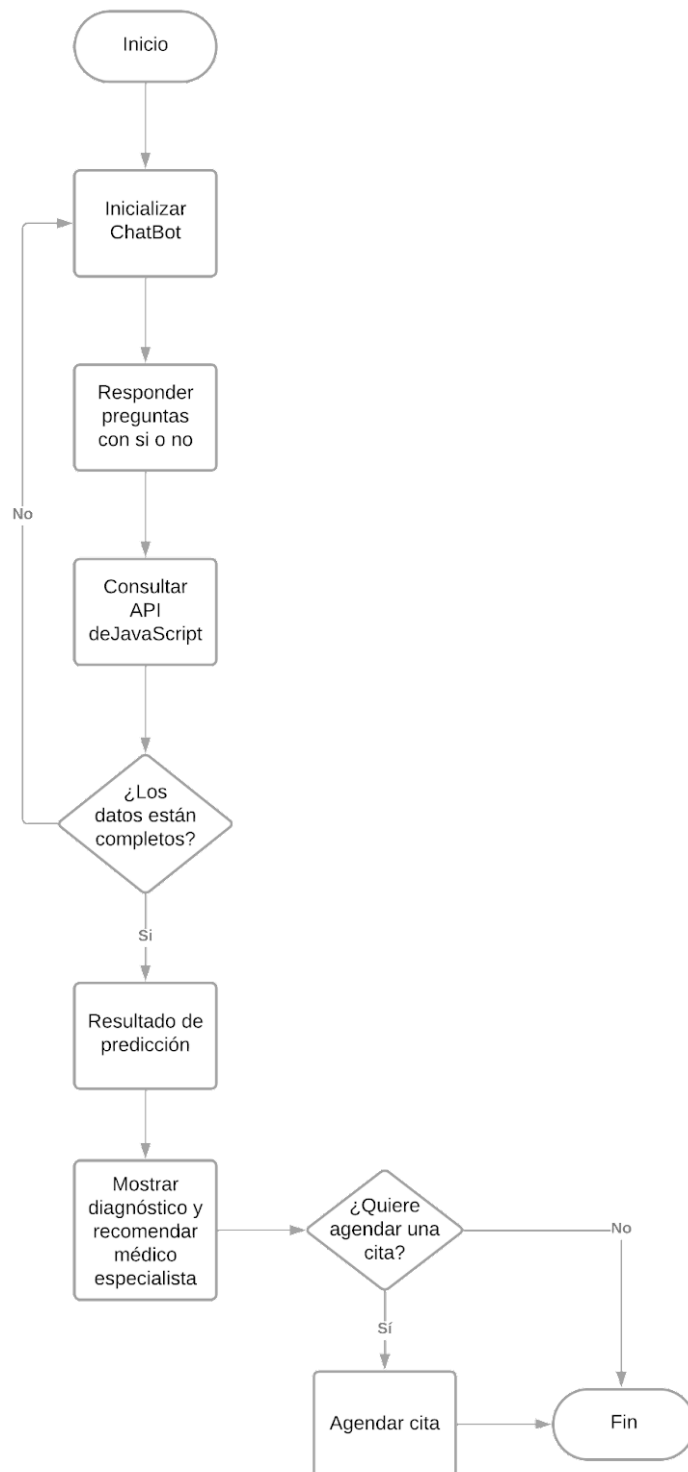 Inicio
Inicializar
ChatBot
Responder
preguntas
con si o no
No
Consultar
API
deJavaScript
¿Los
datos están
completos?
Si
Resultado de
predicción
Mostrar
diagnóstico y
recomendar
médico
especialista
¿Quiere
agendar una
cita?
No
Sí
Agendar cita
Fin